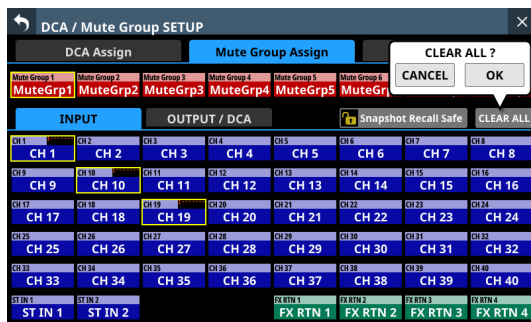 DCA / Mute Group SETUP
DCA Assign
Mute Group Assign
CLEAR ALL ?
CANCEL
OK
Mute Group 1
Mute Group 2
Mute Group 3
Mute Group 4
Mute Group 5
Mute Group 6
MuteGrp1
MuteGrp2
MuteGrp3
MuteGrp4
MuteGrp5
INPUT
OUTPUT / DCA
Snapshot Recall Safe
CLEAR ALL
CH 1
CH 2
CH 3
CH 4
CH 5
CH 6
CH 7
CH 8
CH 1
CH 2
CH 3
CH 4
CH 5
CH 6
CH 7
CH 8
CH 9
CH 10
CH 11
CH 12
CH 13
CH 14
CH 15
CH 16
CH 9
CH 10
CH 11
CH 12
CH 13
CH 14
CH 15
CH 16
CH 17
CH 18
CH 19
CH 20
CH 21
CH 22
CH 23
CH 24
CH 17
CH 18
CH 19
CH 20
CH 21
CH 22
CH 23
CH 24
CH 25
CH 26
CH 27
CH 28
CH 29
CH 30
CH 31
CH 32
CH 25
CH 26
CH 27
CH 28
CH 29
CH 30
CH 31
CH 32
CH 33
CH 34
CH 35
CH 36
CH 37
CH 38
CH 39
CH 40
CH 33
CH 34
CH 35
CH 36
CH 37
CH 38
CH 39
CH 40
ST IN 1
ST IN 2
FX RTN 1
FX RTN 2
FX RTN 3
FX RTN 4
ST IN 1
ST IN 2
FX RTN 1
FX RTN 2
FX RTN 3
FX RTN 4